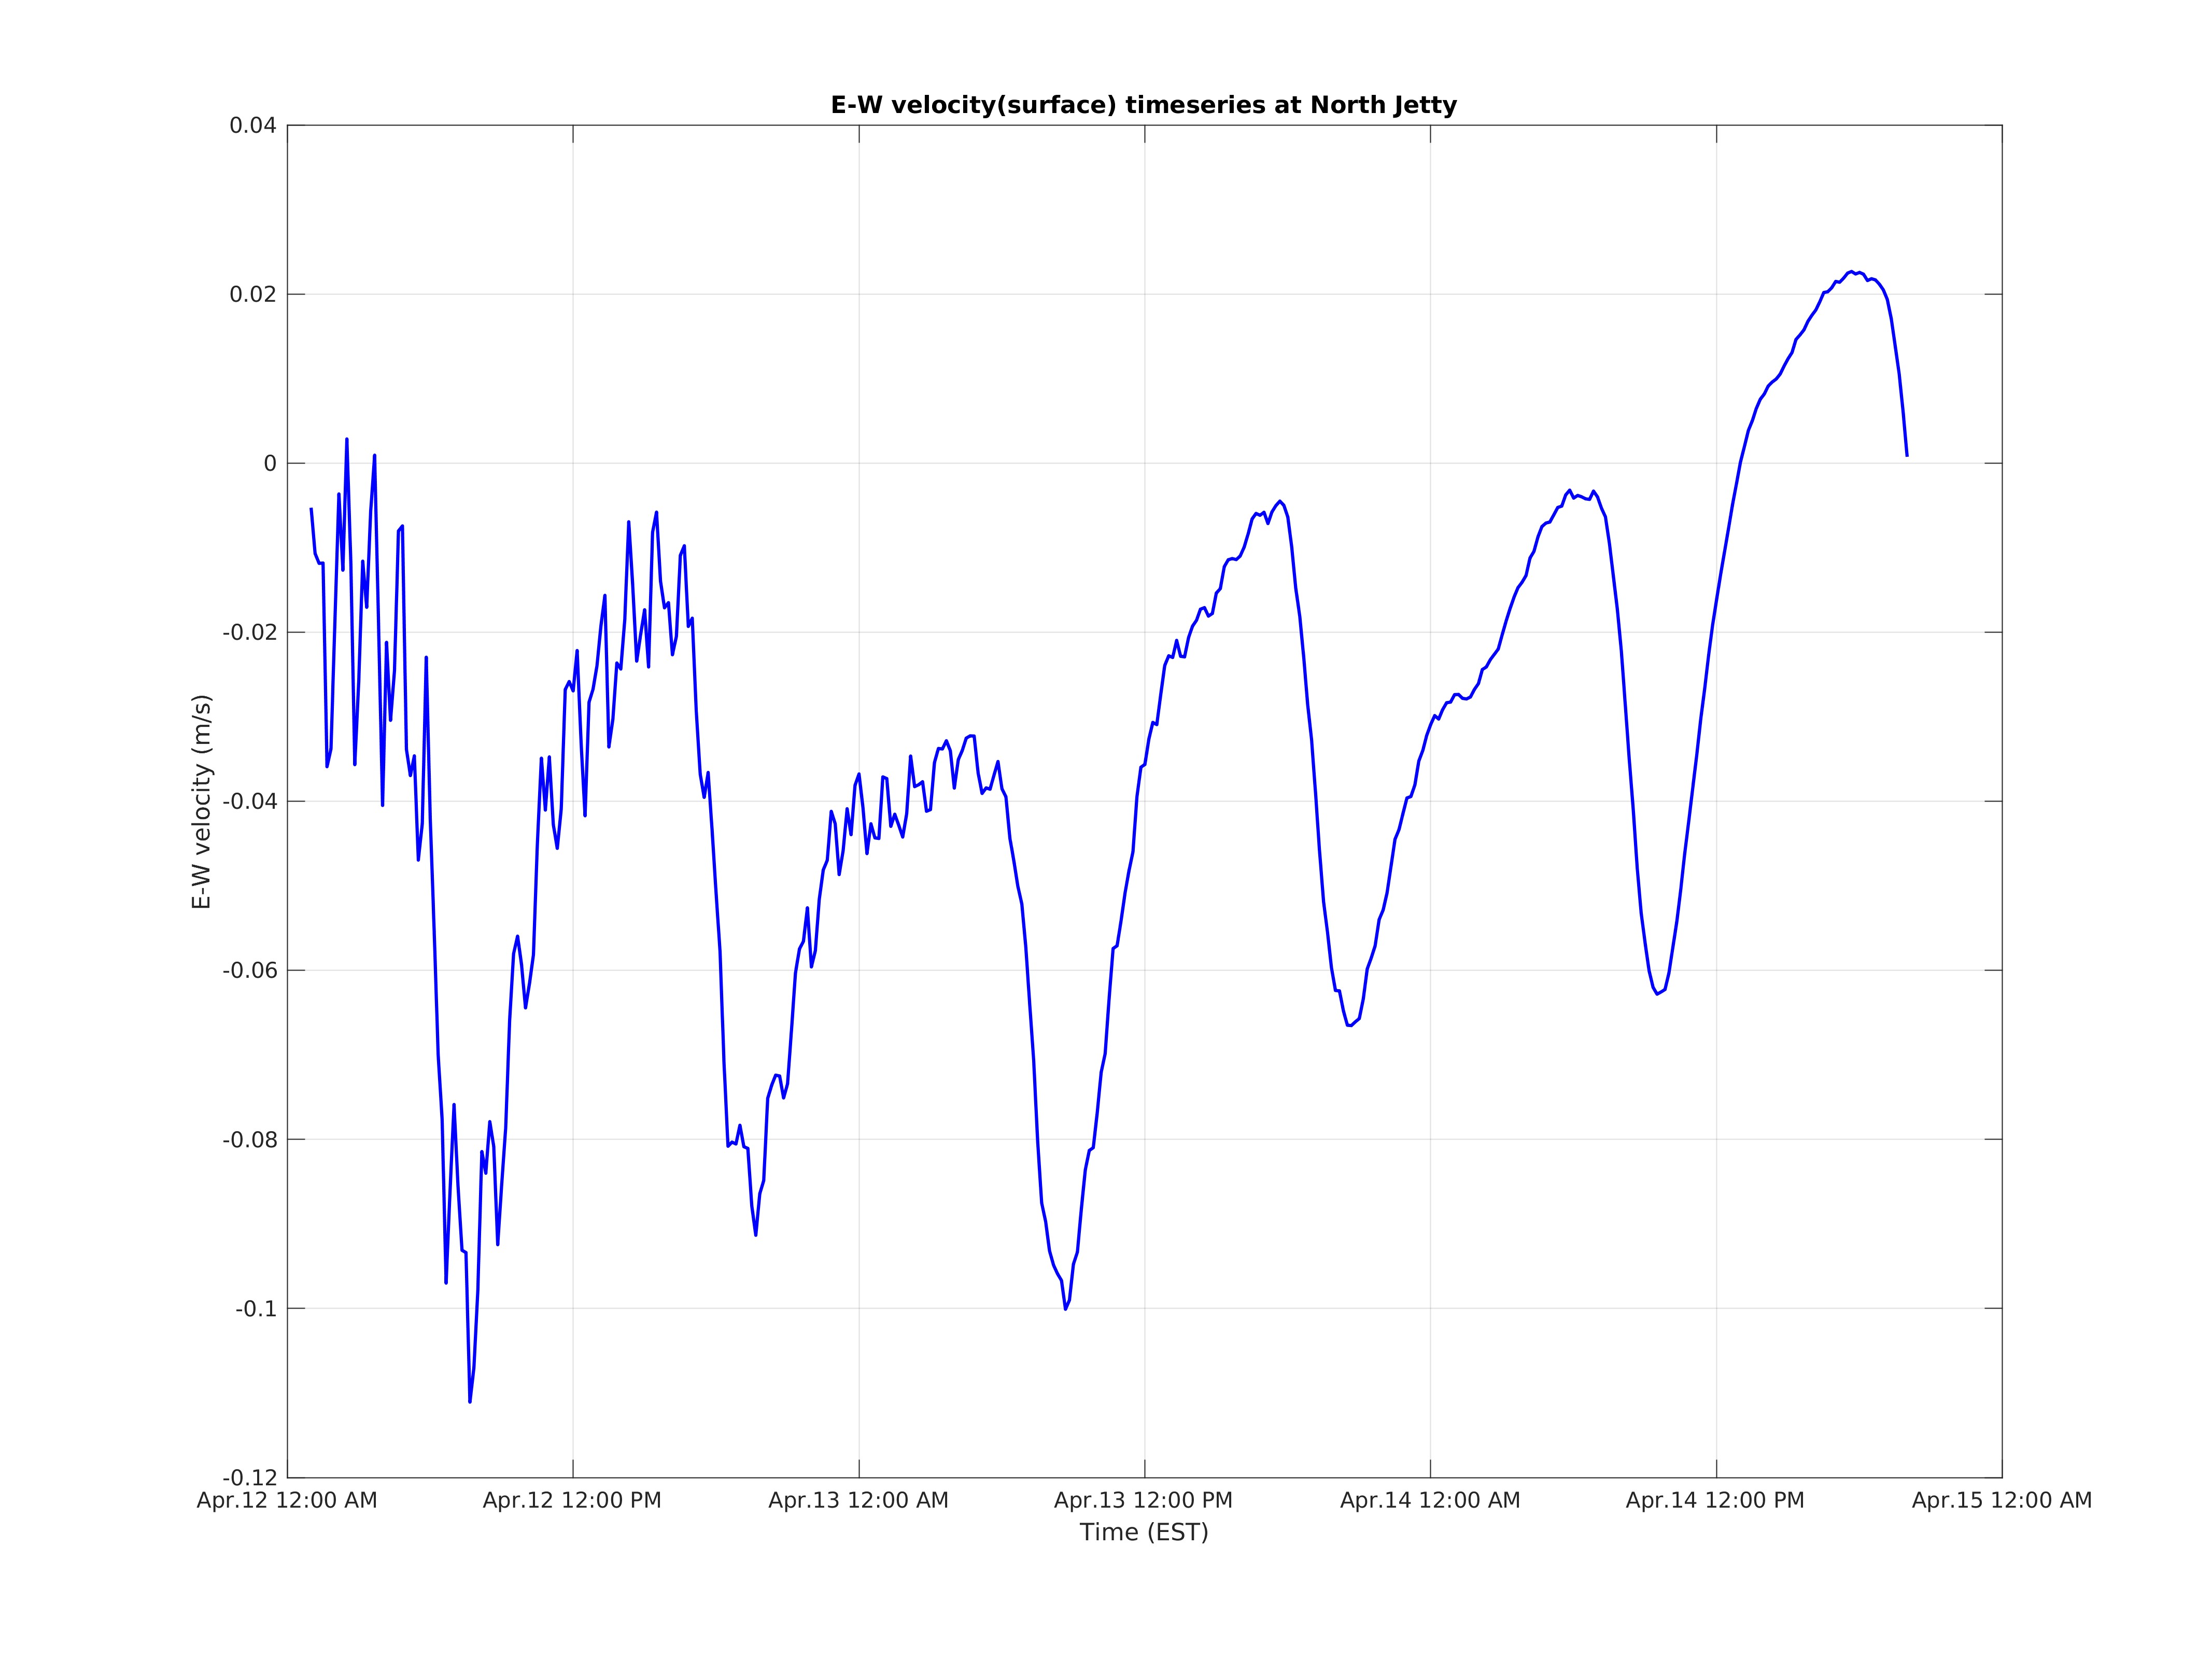 E-W velocity(surface) timeseries at North Jetty
0.04
0.02
0
-0.02
-0.04
-0.06
-0.08
-0.1
-0.12
E-W velocity (m/s)
Apr.12 12:00 AM Apr.12 12:00 PM Apr.13 12:00 AM Apr.13 12:00 PM Apr.14 12:00 AM Apr.14 12:00 PM Apr.15 12:00 AM
Time (EST)